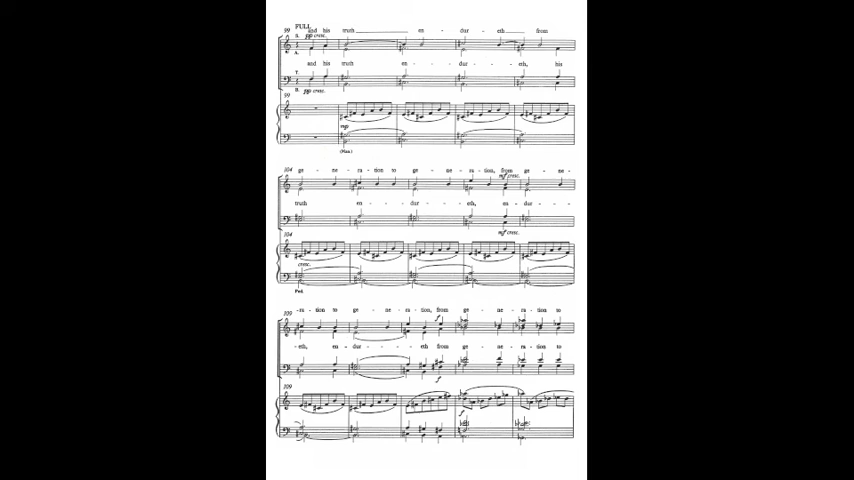 FULL
99
S.
pp cresc.
and his truth en - dur - eth from
A.
and his truth en - dur - eth, his
T.
B. pp cresc.
99
mp
(Man.)
104
ge - ne - ra - tion to ge - ne - ra - tion, from ge - ne-
mf cresc.
truth en - dur - eth, en - dur -
mf cresc.
104
cresc.
Ped.
109
-ra - tion to ge - ne - ra - tion, from ge - ne - ra - tion to
f
-eth, en - dur - eth from ge - ne - ra - tion to
f
109
f